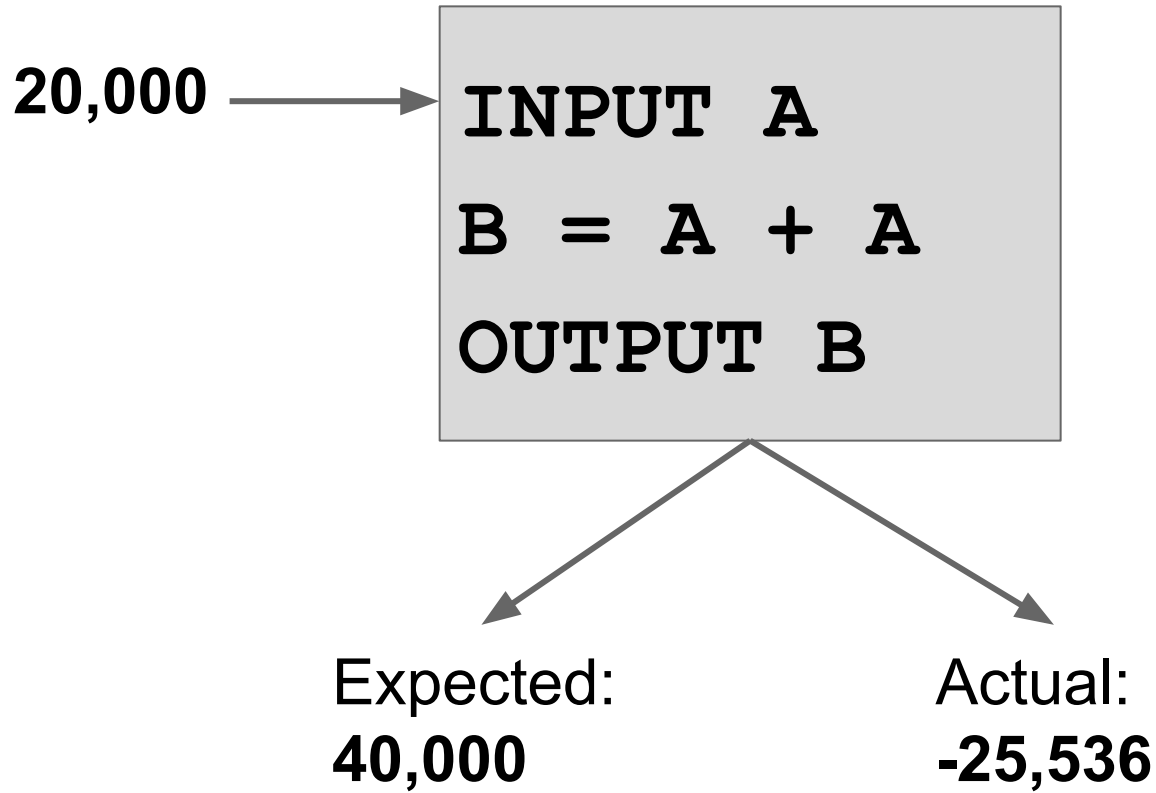 20,000
INPUT A
B = A + A
OUTPUT B
Expected:
40,000
Actual:
-25,536